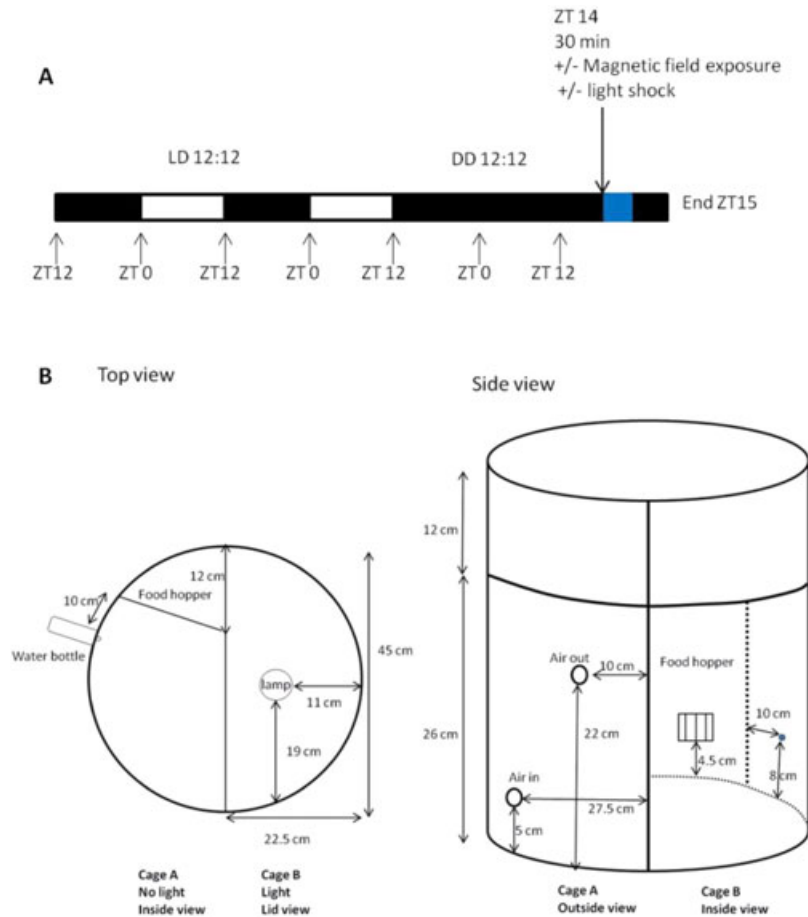 A
ZT 14
30 min
+/- Magnetic field exposure
+/- light shock
LD 12:12
DD 12:12
End ZT15
ZT12
ZT 0
ZT12
ZT 0
ZT 12
ZT 0
ZT 12
B
Top view
Side view
12 cm
Food hopper
10 cm
Water bottle
lamp
11 cm
19 cm
45 cm
22.5 cm
Cage A
No light
Inside view
Cage B
Light
Lid view
12 cm
26 cm
Air out
10 cm
Food hopper
22 cm
10 cm
4.5 cm
8 cm
Air in
27.5 cm
5 cm
Cage A
Outside view
Cage B
Inside view